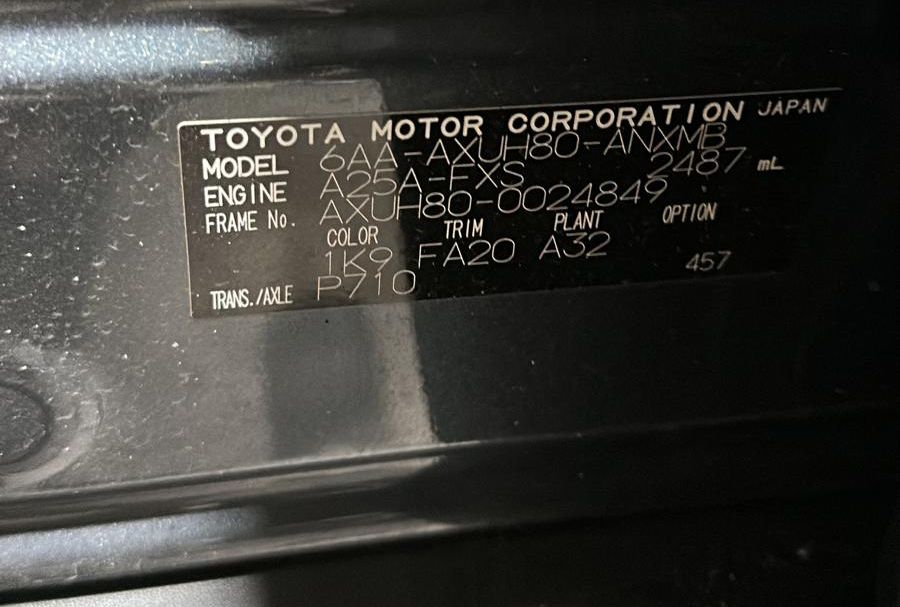 TOYOTA MOTOR CORPORATION JAPAN
MODEL 6AA-AXUH80-ANXMB
ENGINE A25A-FXS 2487 mL
FRAME No. AXUH80-0024849
COLOR TRIM PLANT OPTION
1K9 FA20 A32
TRANS./AXLE P710 457